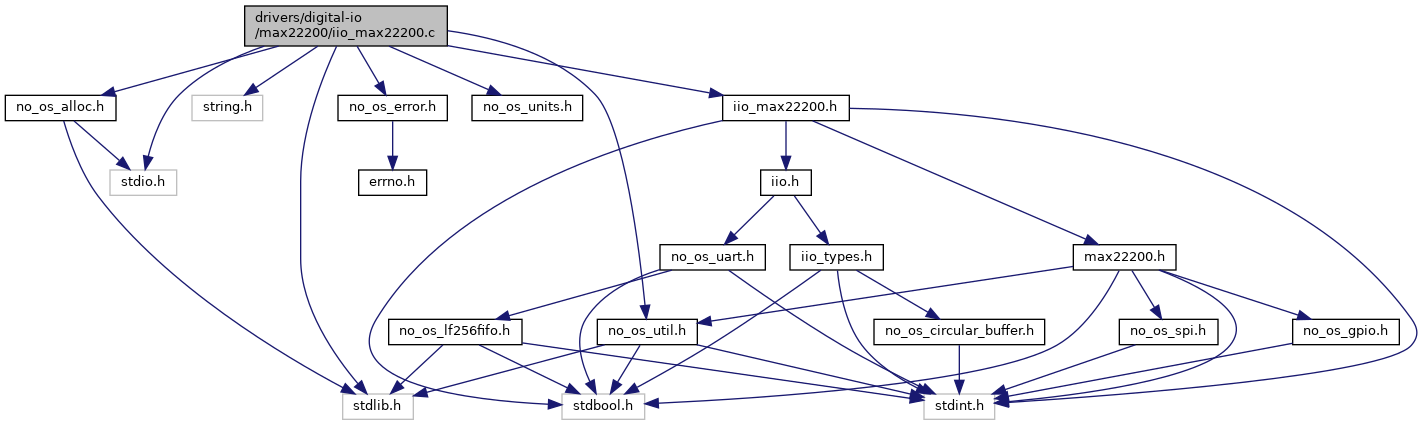 drivers/digital-io
/max22200/iio_max22200.c
no_os_alloc.h
string.h
no_os_error.h
no_os_units.h
iio_max22200.h
stdio.h
errno.h
iio.h
no_os_uart.h
iio_types.h
max22200.h
no_os_lf256fifo.h
no_os_util.h
no_os_circular_buffer.h
no_os_spi.h
no_os_gpio.h
stdlib.h
stdbool.h
stdint.h